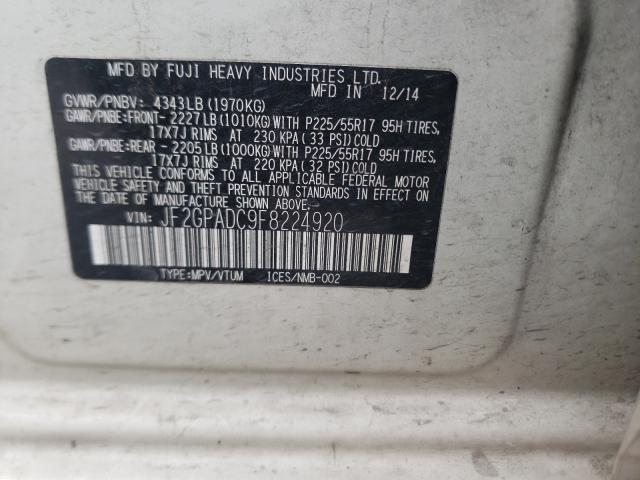 MFD BY FUJI HEAVY INDUSTRIES LTD.
MFD IN 12/14
GVWR/PNBV: 4343LB (1970KG)
GAWR/PNBE:FRONT- 2227LB(1010KG)WITH P225/55R17 95H TIRES,
17X7J RIMS AT 230 KPA(33 PSI)COLD
GAWR/PNBE:REAR - 2205LB(1000KG)WITH P225/55R17 95H TIRES,
17X7J RIMS AT 220 KPA(32 PSI)COLD
THIS VEHICLE CONFORMS TO ALL APPLICABLE FEDERAL MOTOR
VEHICLE SAFETY AND THEFT PREVENTION STANDARDS IN EFFECT ON
THE DATE OF MANUFACTURE SHOWN ABOVE.
VIN: JF2GPADC9F8224920
TYPE:MPV/VTUM ICES/NMB-002